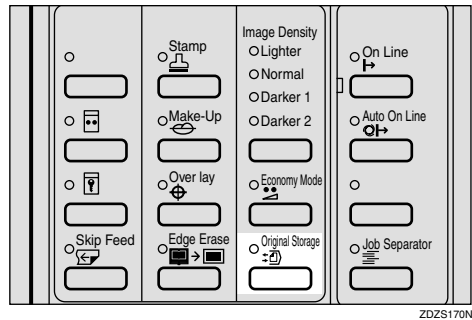 Stamp
Image Density
Lighter
On Line
Normal
Darker 1
Make-Up
Darker 2
Auto On Line
Over lay
Economy Mode
Skip Feed
Edge Erase
Original Storage
Job Separator
ZDZS170N